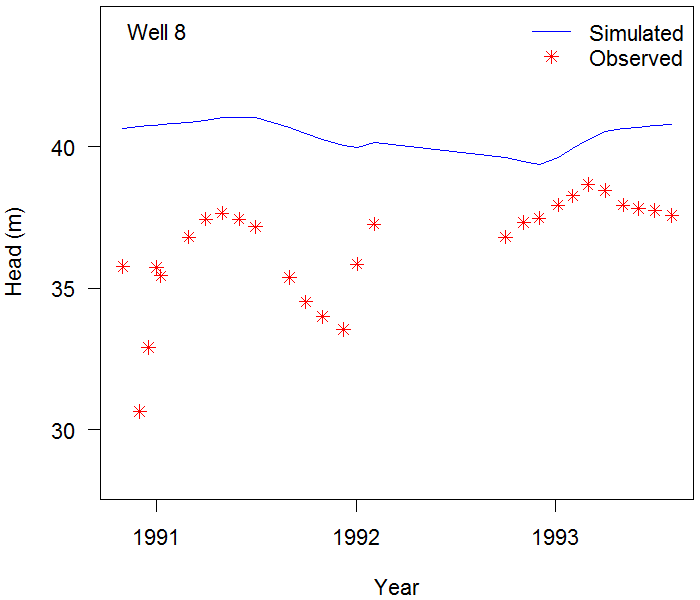 Well 8
Simulated
Observed
Head (m)
40
35
30
1991 1992 1993
Year